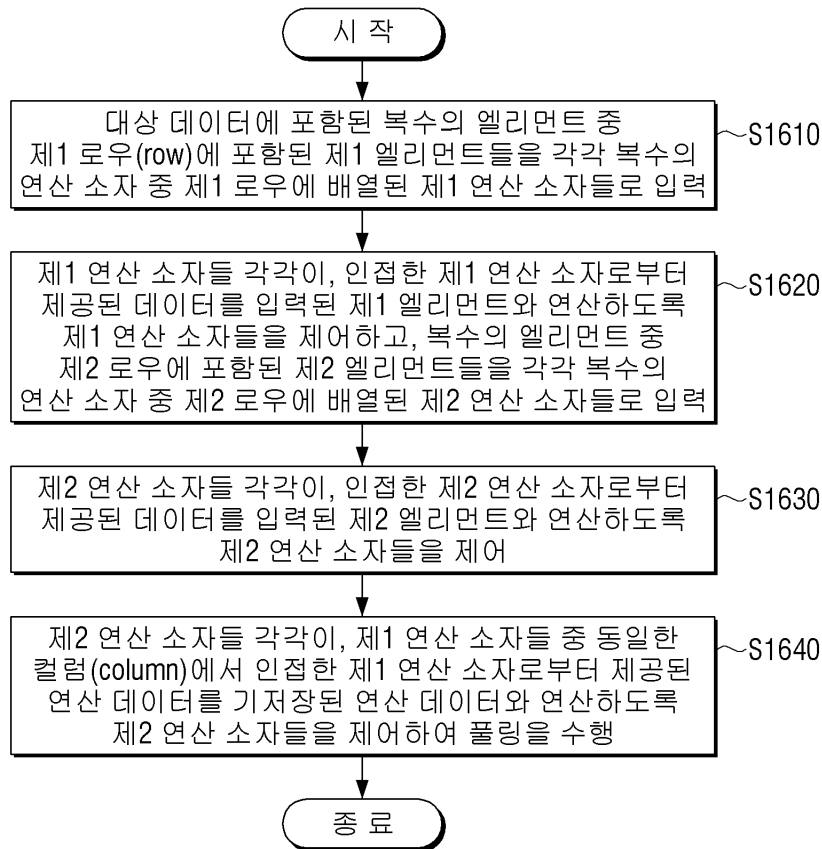 시 작
대상 데이터에 포함된 복수의 엘리먼트 중
제1 로우(row)에 포함된 제1 엘리먼트들을 각각 복수의
연산 소자 중 제1 로우에 배열된 제1 연산 소자들로 입력
S1610
제1 연산 소자들 각각이, 인접한 제1 연산 소자로부터
제공된 데이터를 입력된 제1 엘리먼트와 연산하도록
제1 연산 소자들을 제어하고, 복수의 엘리먼트 중
제2 로우에 포함된 제2 엘리먼트들을 각각 복수의
연산 소자 중 제2 로우에 배열된 제2 연산 소자들로 입력
S1620
제2 연산 소자들 각각이, 인접한 제2 연산 소자로부터
제공된 데이터를 입력된 제2 엘리먼트와 연산하도록
제2 연산 소자들을 제어
S1630
제2 연산 소자들 각각이, 제1 연산 소자들 중 동일한
컬럼(column)에서 인접한 제1 연산 소자로부터 제공된
연산 데이터를 기저장된 연산 데이터와 연산하도록
제2 연산 소자들을 제어하여 풀링을 수행
S1640
종 료